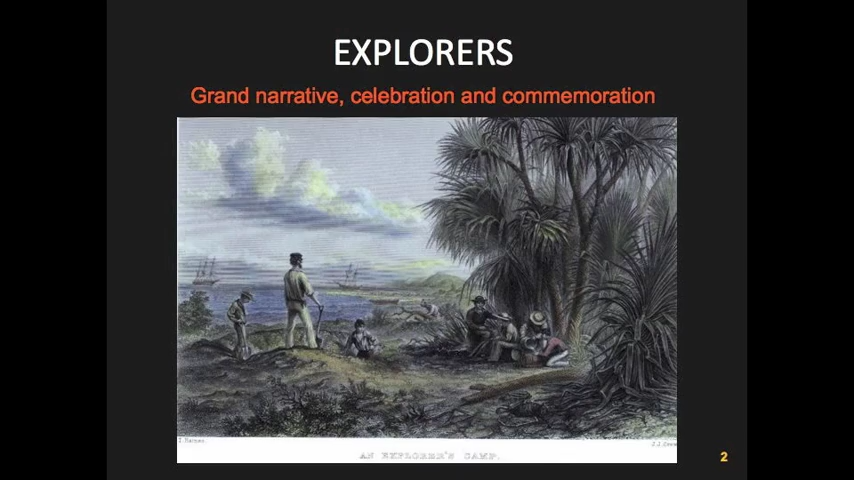 EXPLORERS
Grand narrative, celebration and commemoration
AN EXPLORER'S CAMP.
2